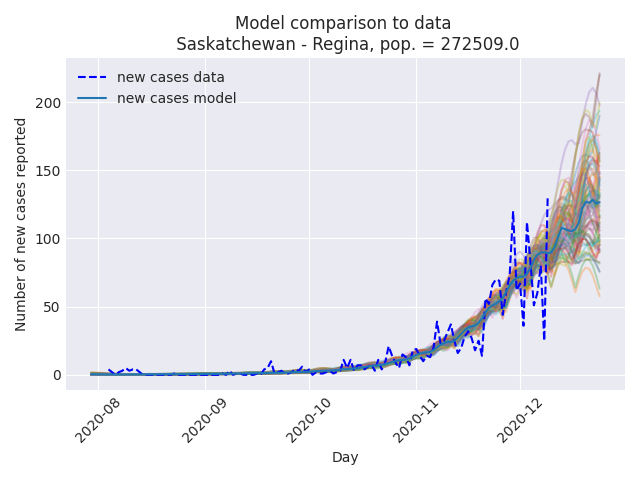 Model comparison to data
Saskatchewan - Regina, pop. = 272509.0
new cases data
new cases model
Number of new cases reported
200
150
100
50
0
2020-08
2020-09
2020-10
2020-11
2020-12
Day